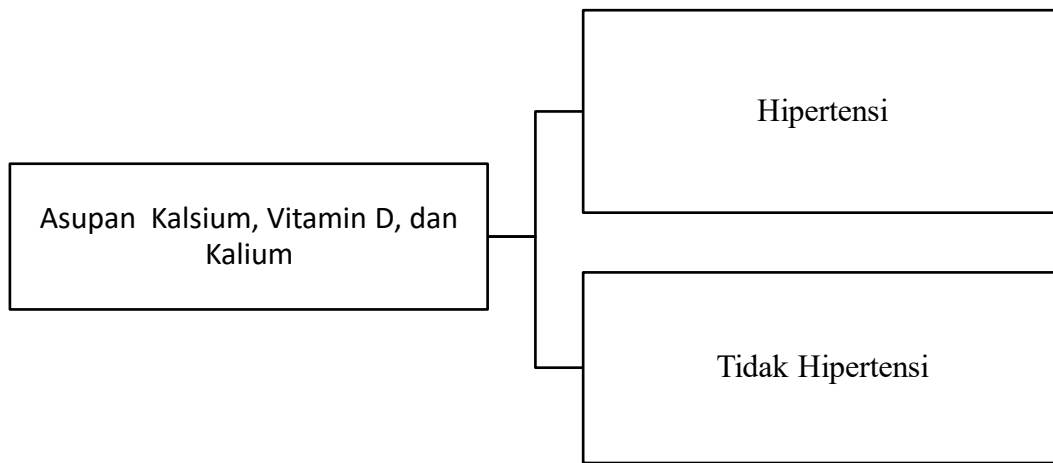 Hipertensi
Asupan  Kalsium, Vitamin D, dan
Kalium
Tidak Hipertensi